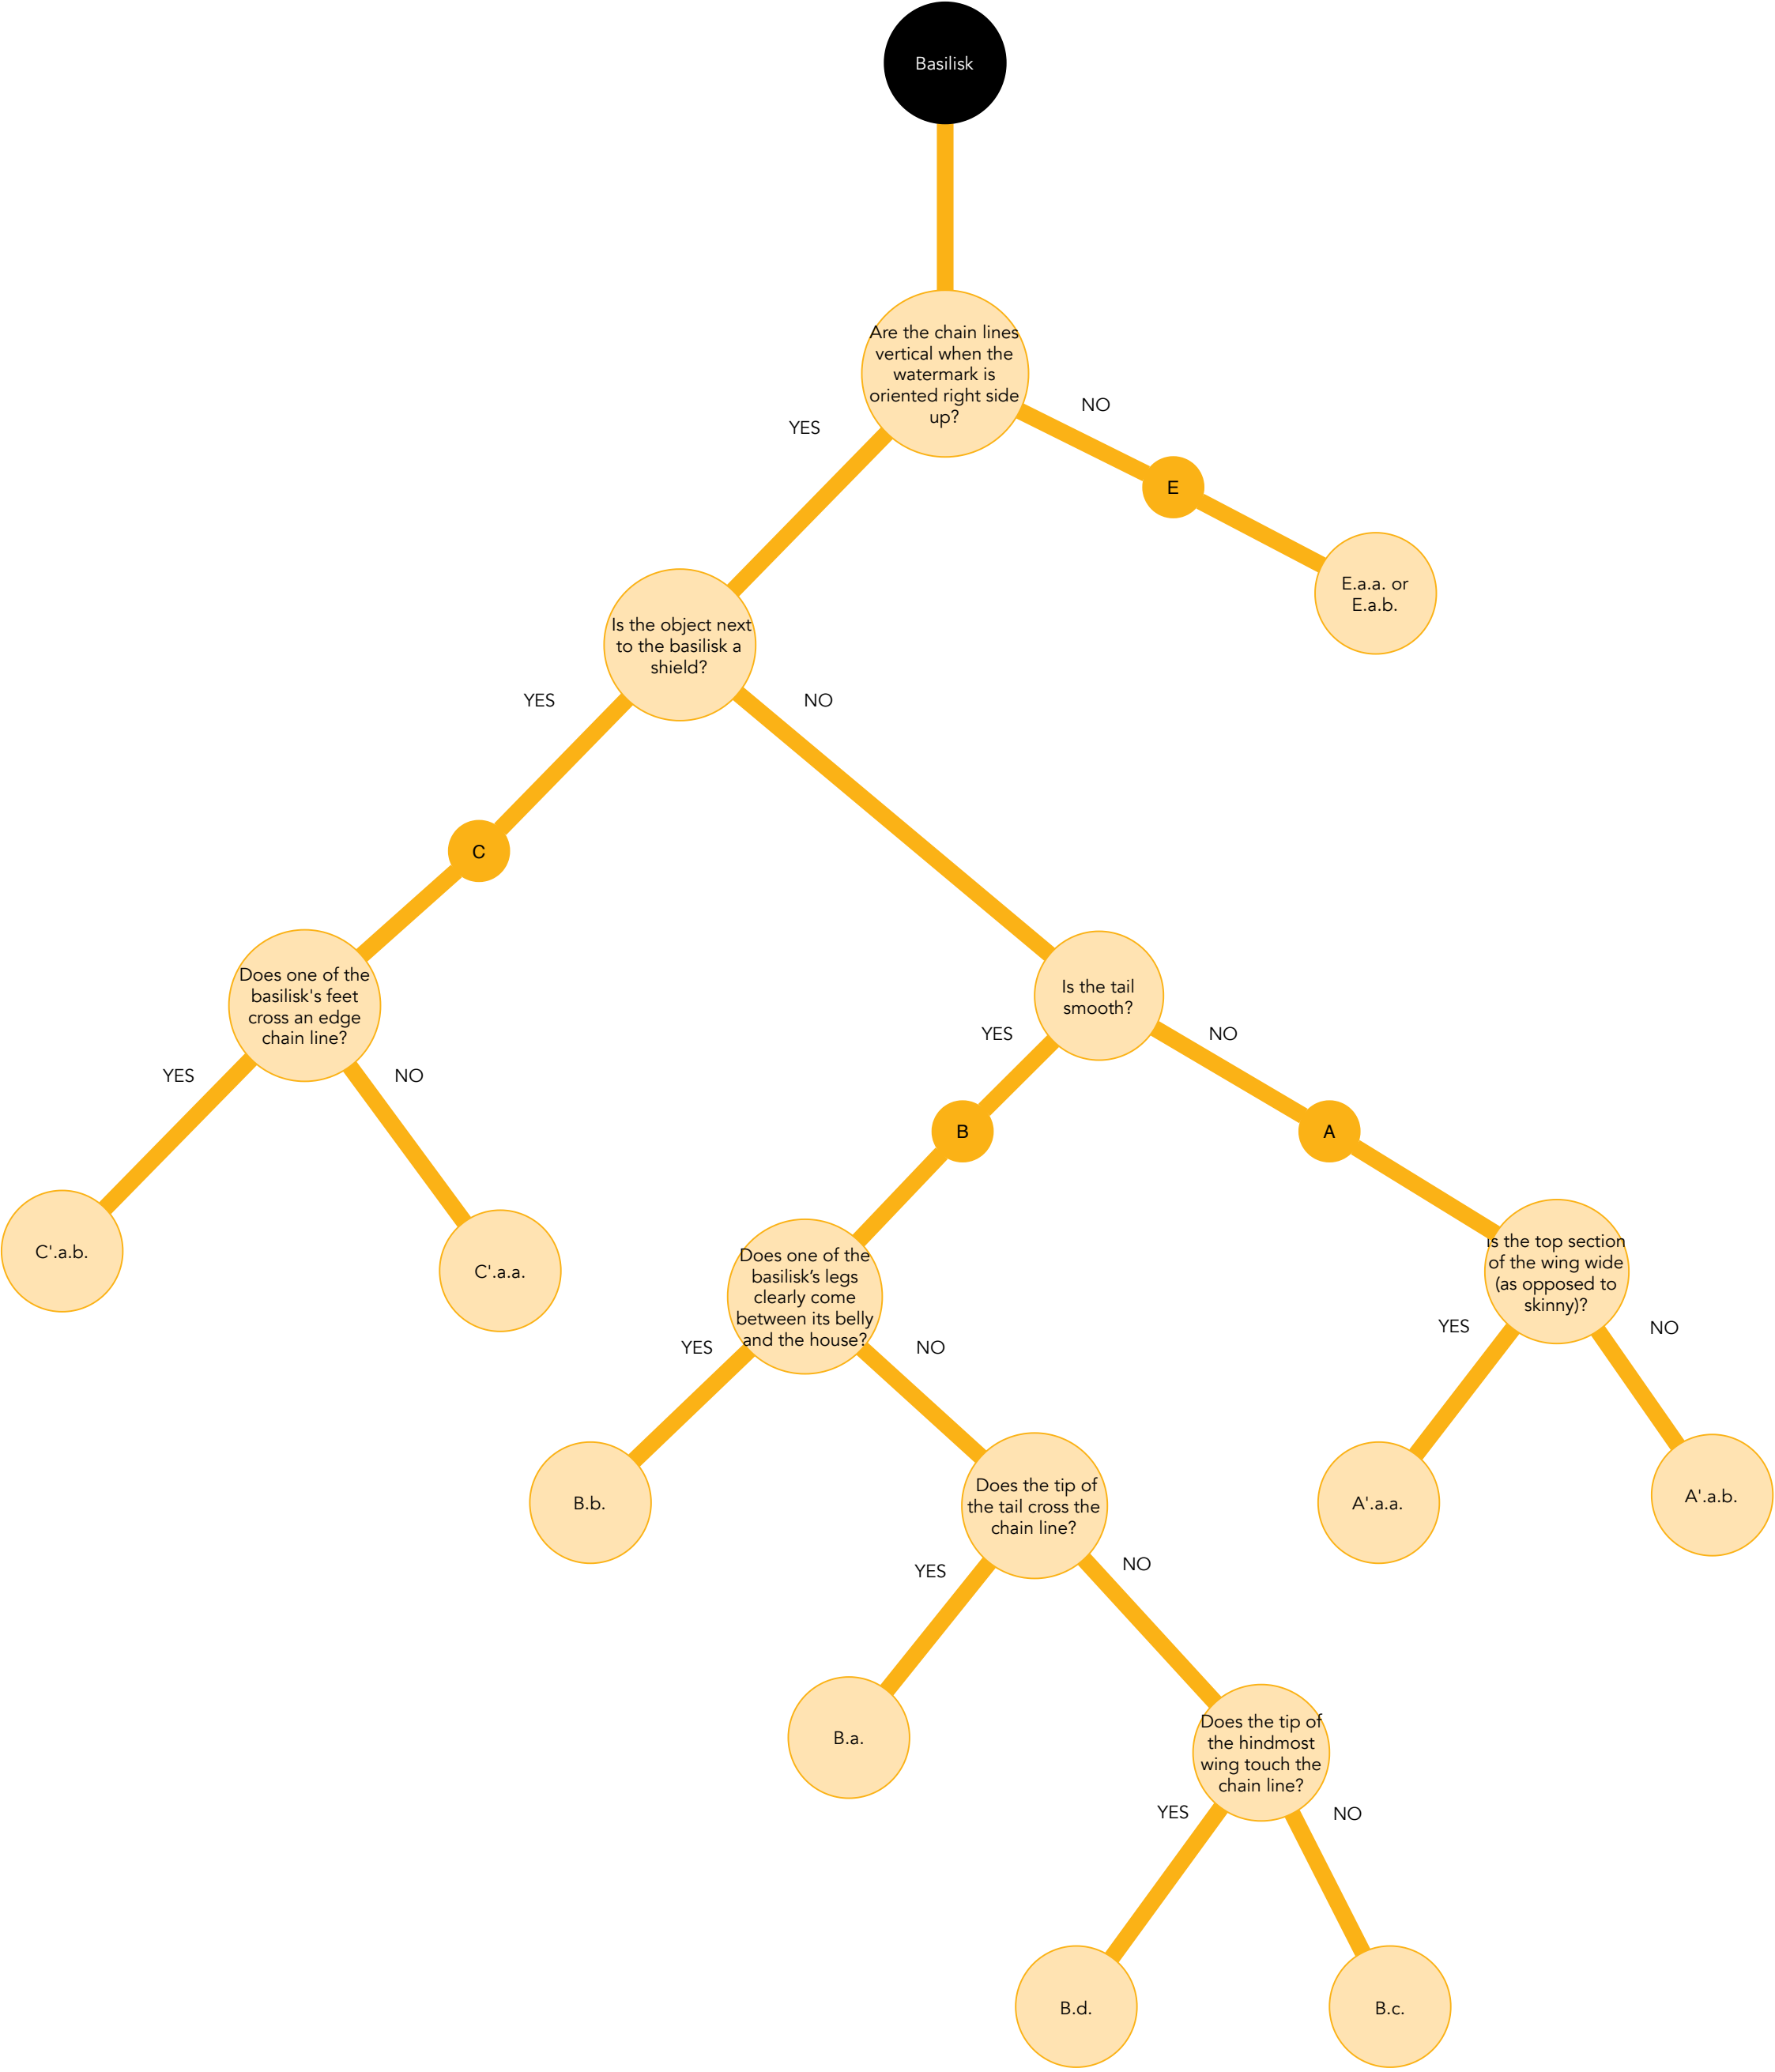 Basilisk
Are the chain lines
vertical when the
watermark is
oriented right side
up?
NO
YES
E
E.a.a. or
E.a.b.
Is the object next
to the basilisk a
shield?
YES
NO
C
Does one of the
basilisk's feet
cross an edge
chain line?
Is the tail
smooth?
YES
NO
YES
NO
B
A
C'.a.b.
C'.a.a.
Does one of the
basilisk’s legs
clearly come
between its belly
and the house?
Is the top section
of the wing wide
(as opposed to
skinny)?
YES
NO
YES
NO
B.b.
Does the tip of
the tail cross the
chain line?
A'.a.a.
A'.a.b.
YES
NO
B.a.
Does the tip of
the hindmost
wing touch the
chain line?
YES
NO
B.d.
B.c.